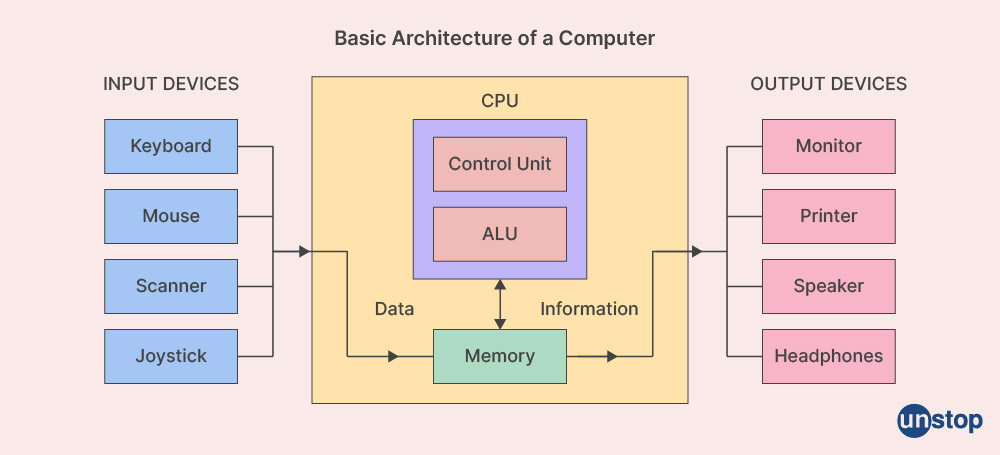 Basic Architecture of a Computer
INPUT DEVICES
Keyboard
Mouse
Scanner
Joystick
CPU
Control Unit
ALU
Data
Information
Memory
OUTPUT DEVICES
Monitor
Printer
Speaker
Headphones
unstop